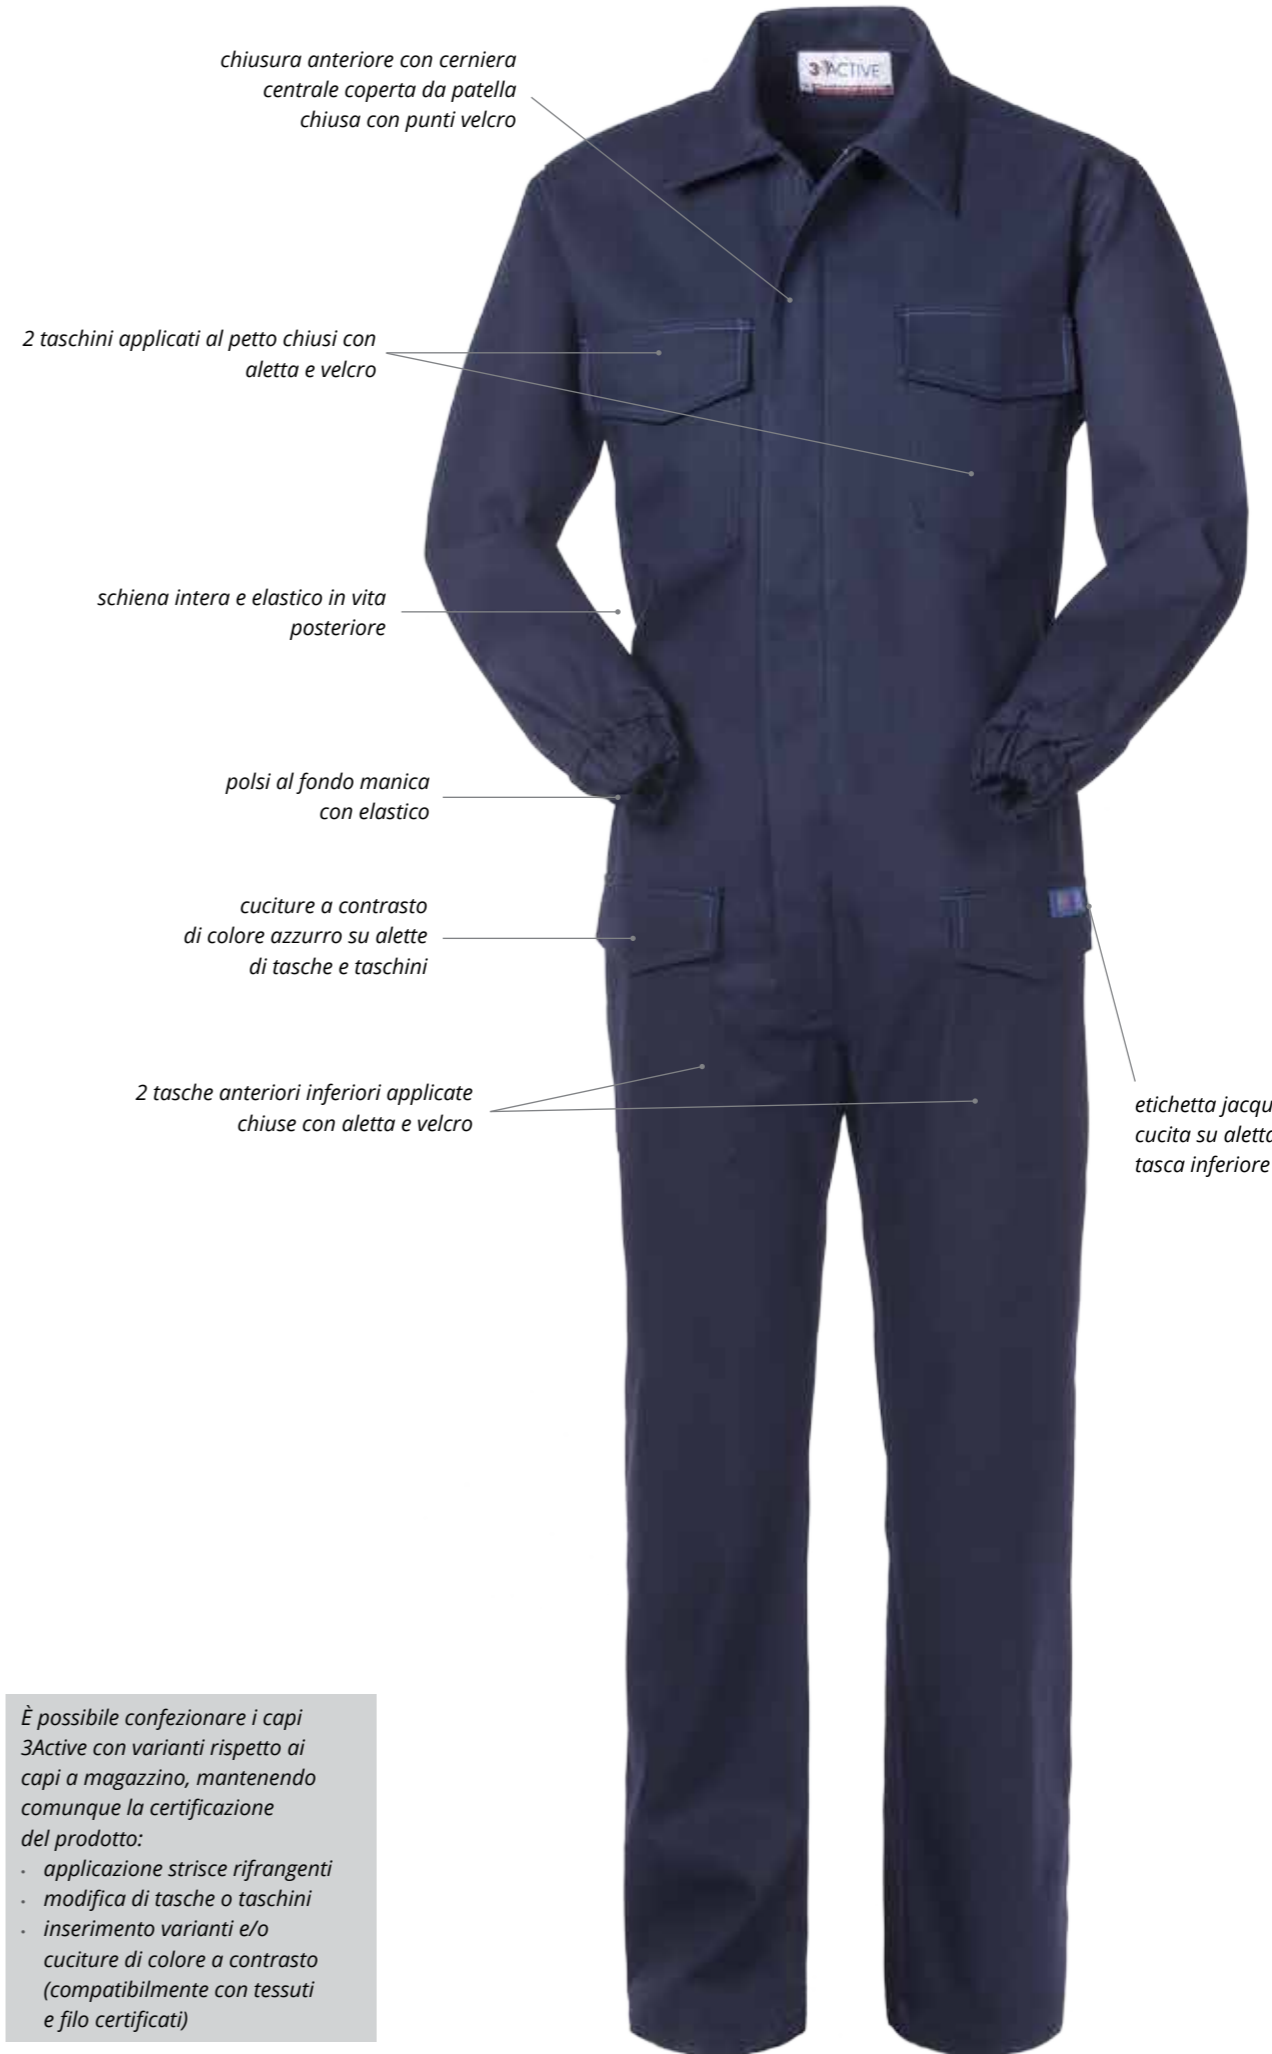 chiusura anteriore con cerniera
centrale coperta da patella
chiusa con punti velcro
3 ACTIVE
2 taschini applicati al petto chiusi con
aletta e velcro
schiena intera e elastico in vita
posteriore
polsi al fondo manica
con elastico
cuciture a contrasto
di colore azzurro su alette
di tasche e taschini
2 tasche anteriori inferiori applicate
chiuse con aletta e velcro
etichetta jacqu
cucita su aletta
tasca inferiore
È possibile confezionare i capi
3Active con varianti rispetto ai
capi a magazzino, mantenendo
comunque la certificazione
del prodotto:
· applicazione strisce rifrangenti
· modifica di tasche o taschini
· inserimento varianti e/o
cuciture di colore a contrasto
(compatibilmente con tessuti
e filo certificati)